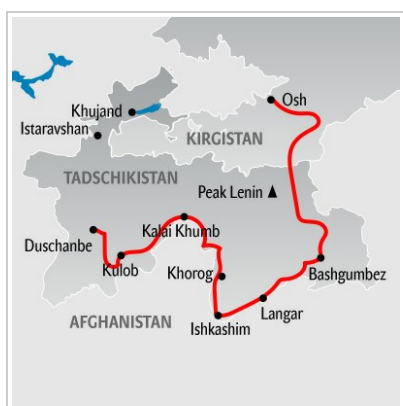 Osh
Khujand
Istaravshan
KIRGISTAN
TADSCHIKISTAN
Peak Lenin
Duschanbe
Kalai Khumb
Kulob
Khorog
Bashgumbez
Langar
AFGHANISTAN
Ishkashim